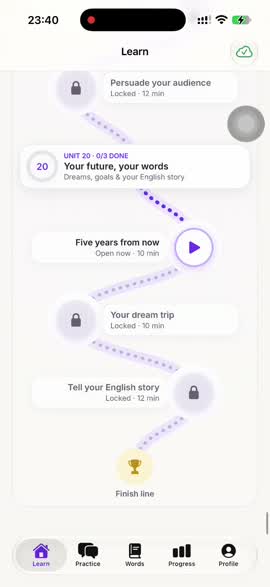 23:40
Learn
Persuade your audience
Locked · 12 min
20
UNIT 20 · 0/3 DONE
Your future, your words
Dreams, goals & your English story
Five years from now
Open now · 10 min
Your dream trip
Locked · 10 min
Tell your English story
Locked · 12 min
Finish line
Learn
Practice
Words
Progress
Profile